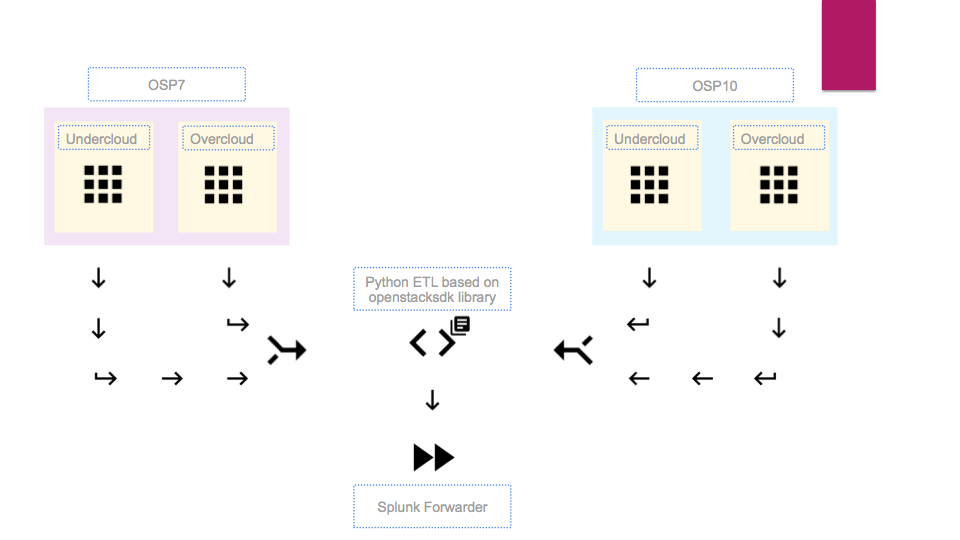 OSP7
OSP10
Undercloud
Overcloud
Undercloud
Overcloud
Python ETL based on
openstacksdk library
Splunk Forwarder